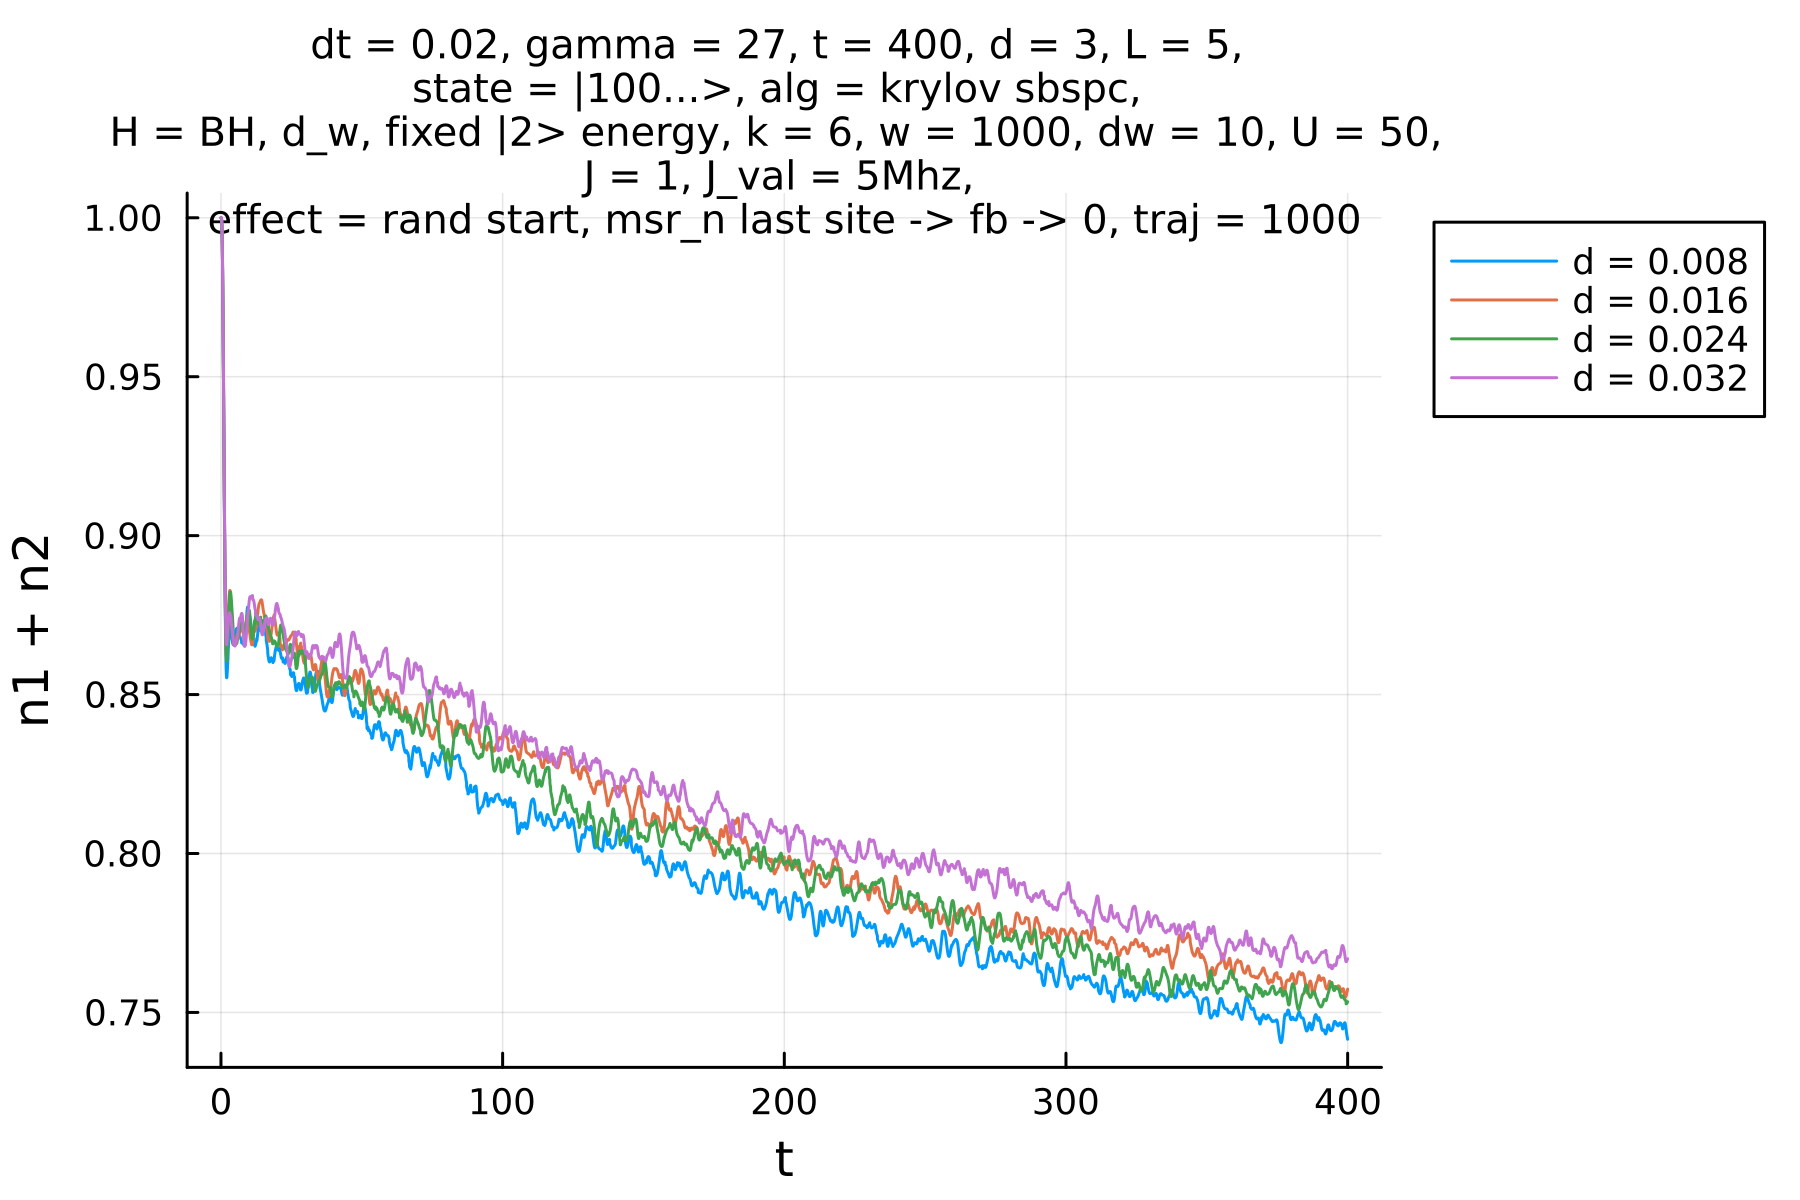 dt = 0.02, gamma = 27, t = 400, d = 3, L = 5,
state = |100...>, alg = krylov sbspc,
H = BH, d_w, fixed |2> energy, k = 6, w = 1000, dw = 10, U = 50,
J = 1, J_val = 5Mhz,
effect = rand start, msr_n last site -> fb -> 0, traj = 1000
1.00
0.95
0.90
0.85
0.80
0.75
n1 + n2
0
100
200
300
400
t
d = 0.008
d = 0.016
d = 0.024
d = 0.032